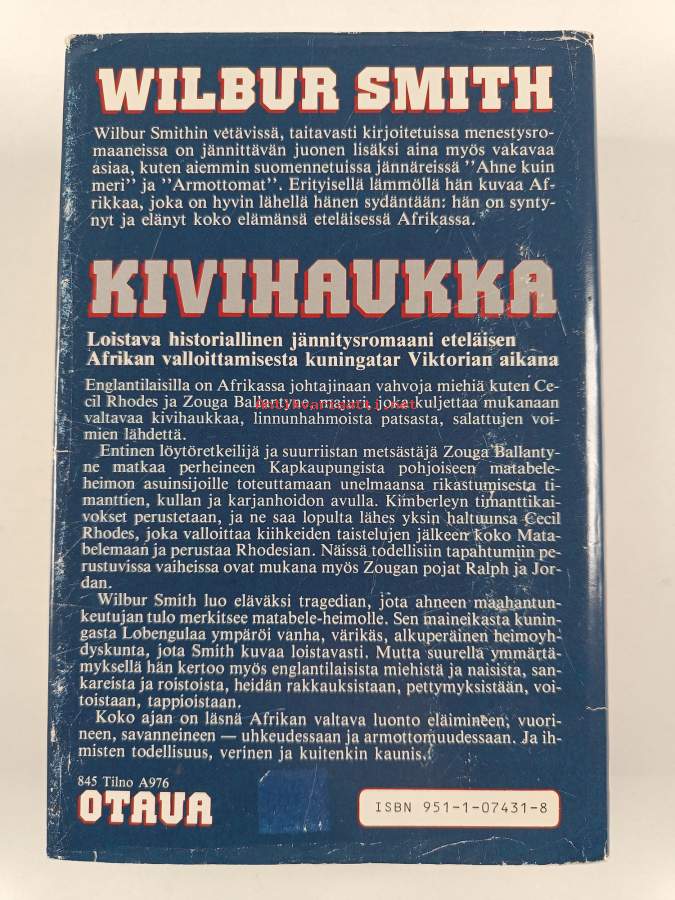 WILBUR SMITH
Wilbur Smithin vetävissä, taitavasti kirjoitetuissa menestysro-
maaneissa on jännittävän juonen lisäksi aina myös vakavaa
asiaa, kuten aiemmin suomennetuissa jännäreissä "Ahne kuin
meri" ja "Armottomat". Erityisellä lämmöllä hän kuvaa Af-
rikkaa, joka on hyvin lähellä hänen sydäntään: hän on synty-
nyt ja elänyt koko elämänsä eteläisessä Afrikassa.
KIVIHAUKKA
Loistava historiallinen jännitysromaani eteläisen
Afrikan valloittamisesta kuningatar Viktorian aikana
Englantilaisilla on Afrikassa johtajinaan vahvoja miehiä kuten Ce-
cil Rhodes ja Zouga Ballantyne, majuri, joka kuljettaa mukanaan
valtavaa kivihaukkaa, linnunhahmoista patsasta, salattujen voi-
mien lähdettä.
Entinen löytöretkeilijä ja suurriistan metsästäjä Zouga Ballanty-
ne matkaa perheineen Kapkaupungista pohjoiseen matabele-
heimon asuinsijoille toteuttamaan unelmaansa rikastumisesta ti-
manttien, kullan ja karjanhoidon avulla. Kimberleyn timanttikai-
vokset perustetaan, ja ne saa lopulta lähes yksin haltuunsa Cecil
Rhodes, joka valloittaa kiihkeiden taistelujen jälkeen koko Mata-
belemaan ja perustaa Rhodesian. Näissä todellisiin tapahtumiin pe-
rustuvissa vaiheissa ovat mukana myös Zougan pojat Ralph ja Jor-
dan.
Wilbur Smith luo eläväksi tragedian, jota ahneen maahantun-
keutujan tulo merkitsee matabele-heimolle. Sen maineikasta kunin-
gasta Lobengulaa ympäröi vanha, värikäs, alkuperäinen heimoyh-
dyskunta, jota Smith kuvaa loistavasti. Mutta suurella ymmärtä-
myksellä hän kertoo myös englantilaisista miehistä ja naisista, san-
kareista ja roistoista, heidän rakkauksistaan, pettymyksistään, voi-
toistaan, tappioistaan.
Koko ajan on läsnä Afrikan valtava luonto eläimineen, vuori-
neen, savanneineen — uhkeudessaan ja armottomuudessaan. Ja ih-
misten todellisuus, verinen ja kuitenkin kaunis.
845 Tilno A976
OTAVA
ISBN 951-1-07431-8
antikvariaatti.net